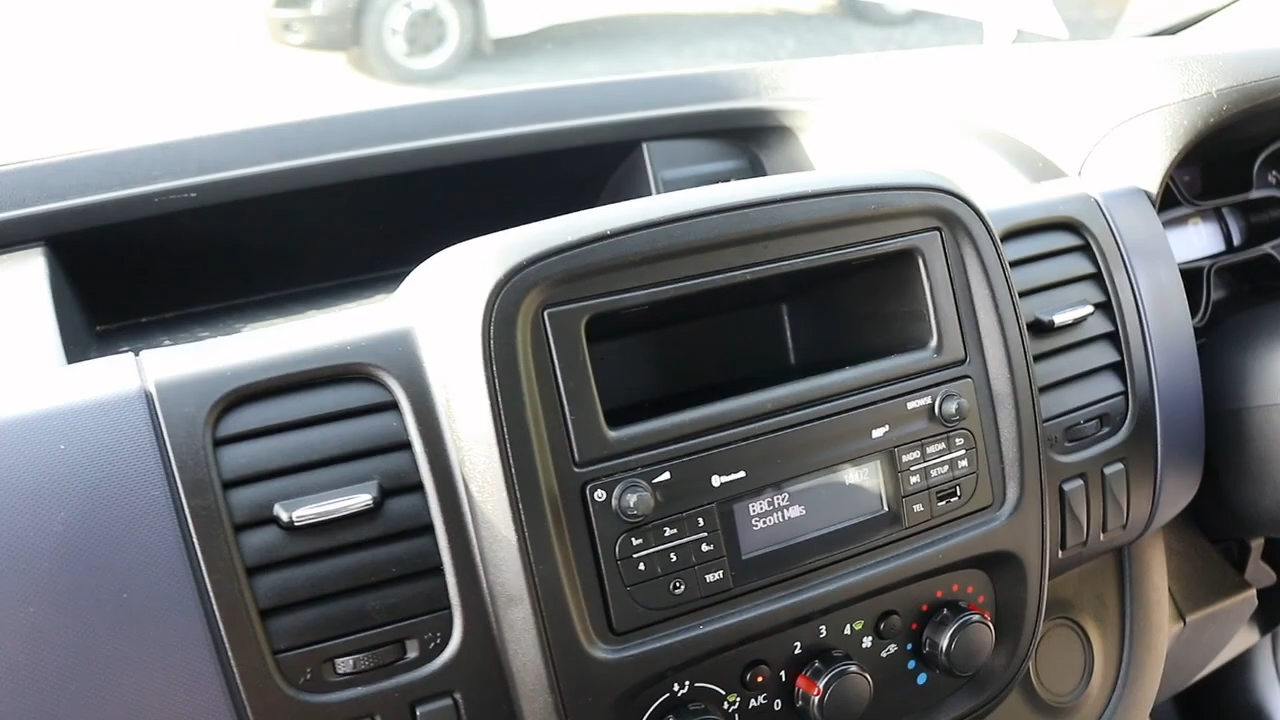 BROWSE
MP3
Bluetooth
RADIO MEDIA
SETUP
TEL
BBC R2
Scott Mills
1
2
3
4
5
6
TEXT
A/C
0
1
2
3
4